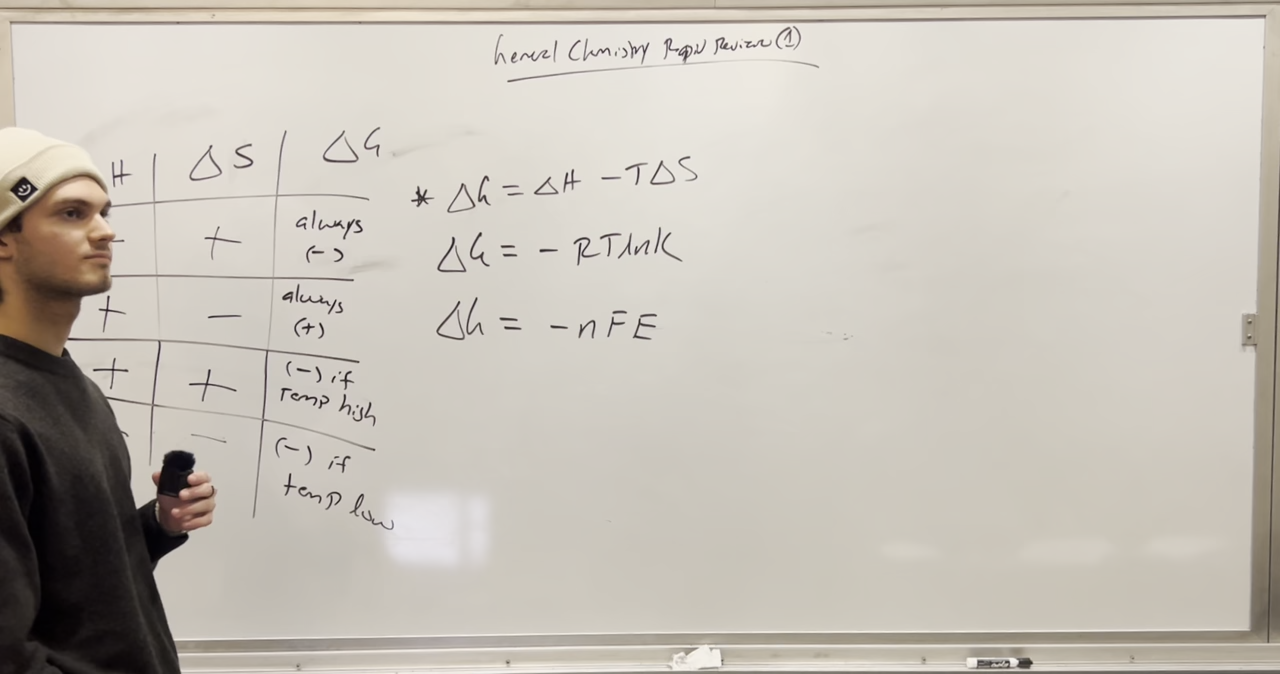 General Chemistry Rapid Review (1)
H | ΔS | ΔG
- | + | always
(-)
+ | - | always
(+)
+ | + | (-) if
Temp high
- | - | (-) if
temp low
* ΔG = ΔH - TΔS
ΔG = - RTlnK
ΔG = -nFE